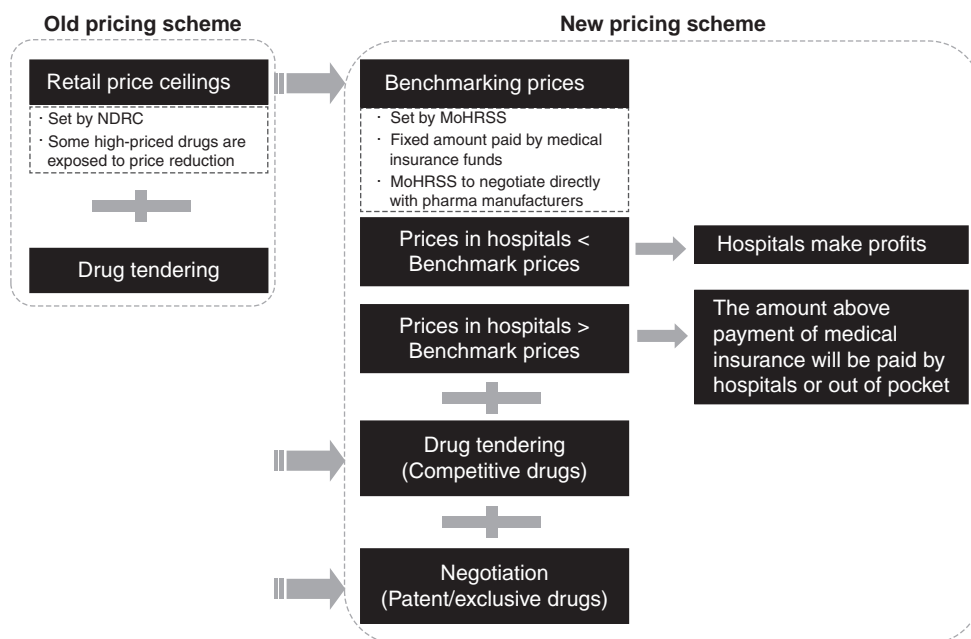 Old pricing scheme
Retail price ceilings
· Set by NDRC
· Some high-priced drugs are
exposed to price reduction
Drug tendering
New pricing scheme
Benchmarking prices
· Set by MoHRSS
· Fixed amount paid by medical
insurance funds
· MoHRSS to negotiate directly
with pharma manufacturers
Prices in hospitals <
Benchmark prices
Hospitals make profits
Prices in hospitals >
Benchmark prices
The amount above
payment of medical
insurance will be paid by
hospitals or out of pocket
Drug tendering
(Competitive drugs)
Negotiation
(Patent/exclusive drugs)